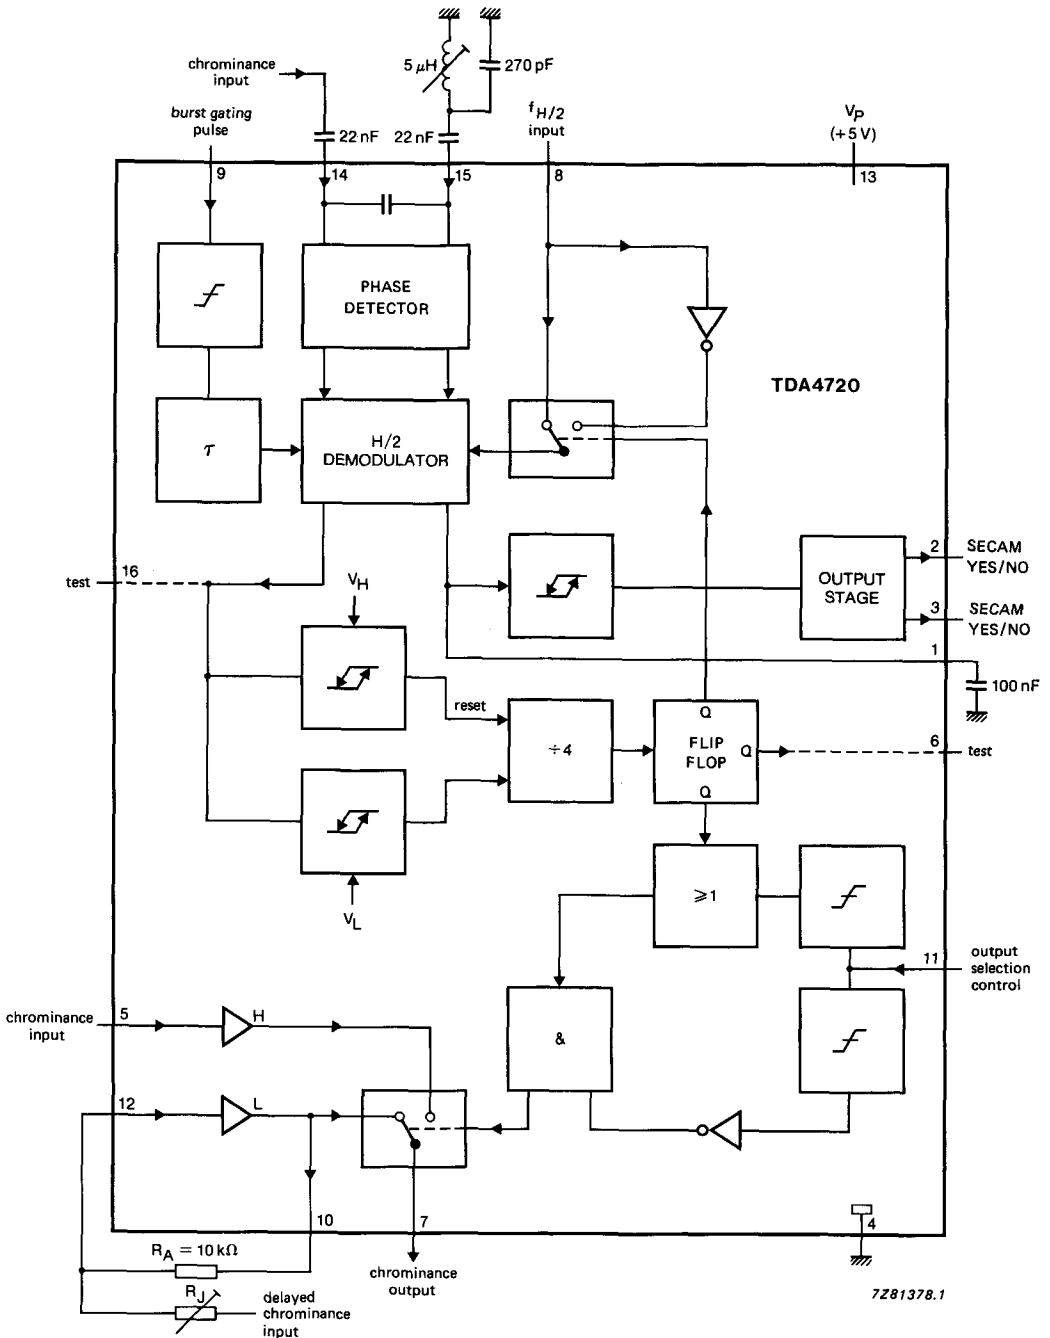 5 μH
270 pF
chrominance
input
burst gating
pulse
22 nF
22 nF
fH/2
input
VP
(+5 V)
9
14
15
8
13
PHASE
DETECTOR
TDA4720
τ
H/2
DEMODULATOR
16
test
VH
OUTPUT
STAGE
2
SECAM
YES/NO
3
SECAM
YES/NO
1
100 nF
reset
÷4
Q
FLIP
FLOP
Q
Q
6
test
VL
≥1
11
output
selection
control
5
chrominance
input
H
&
12
L
10
7
4
RA = 10 kΩ
chrominance
output
RJ
delayed
chrominance
input
7Z81378.1